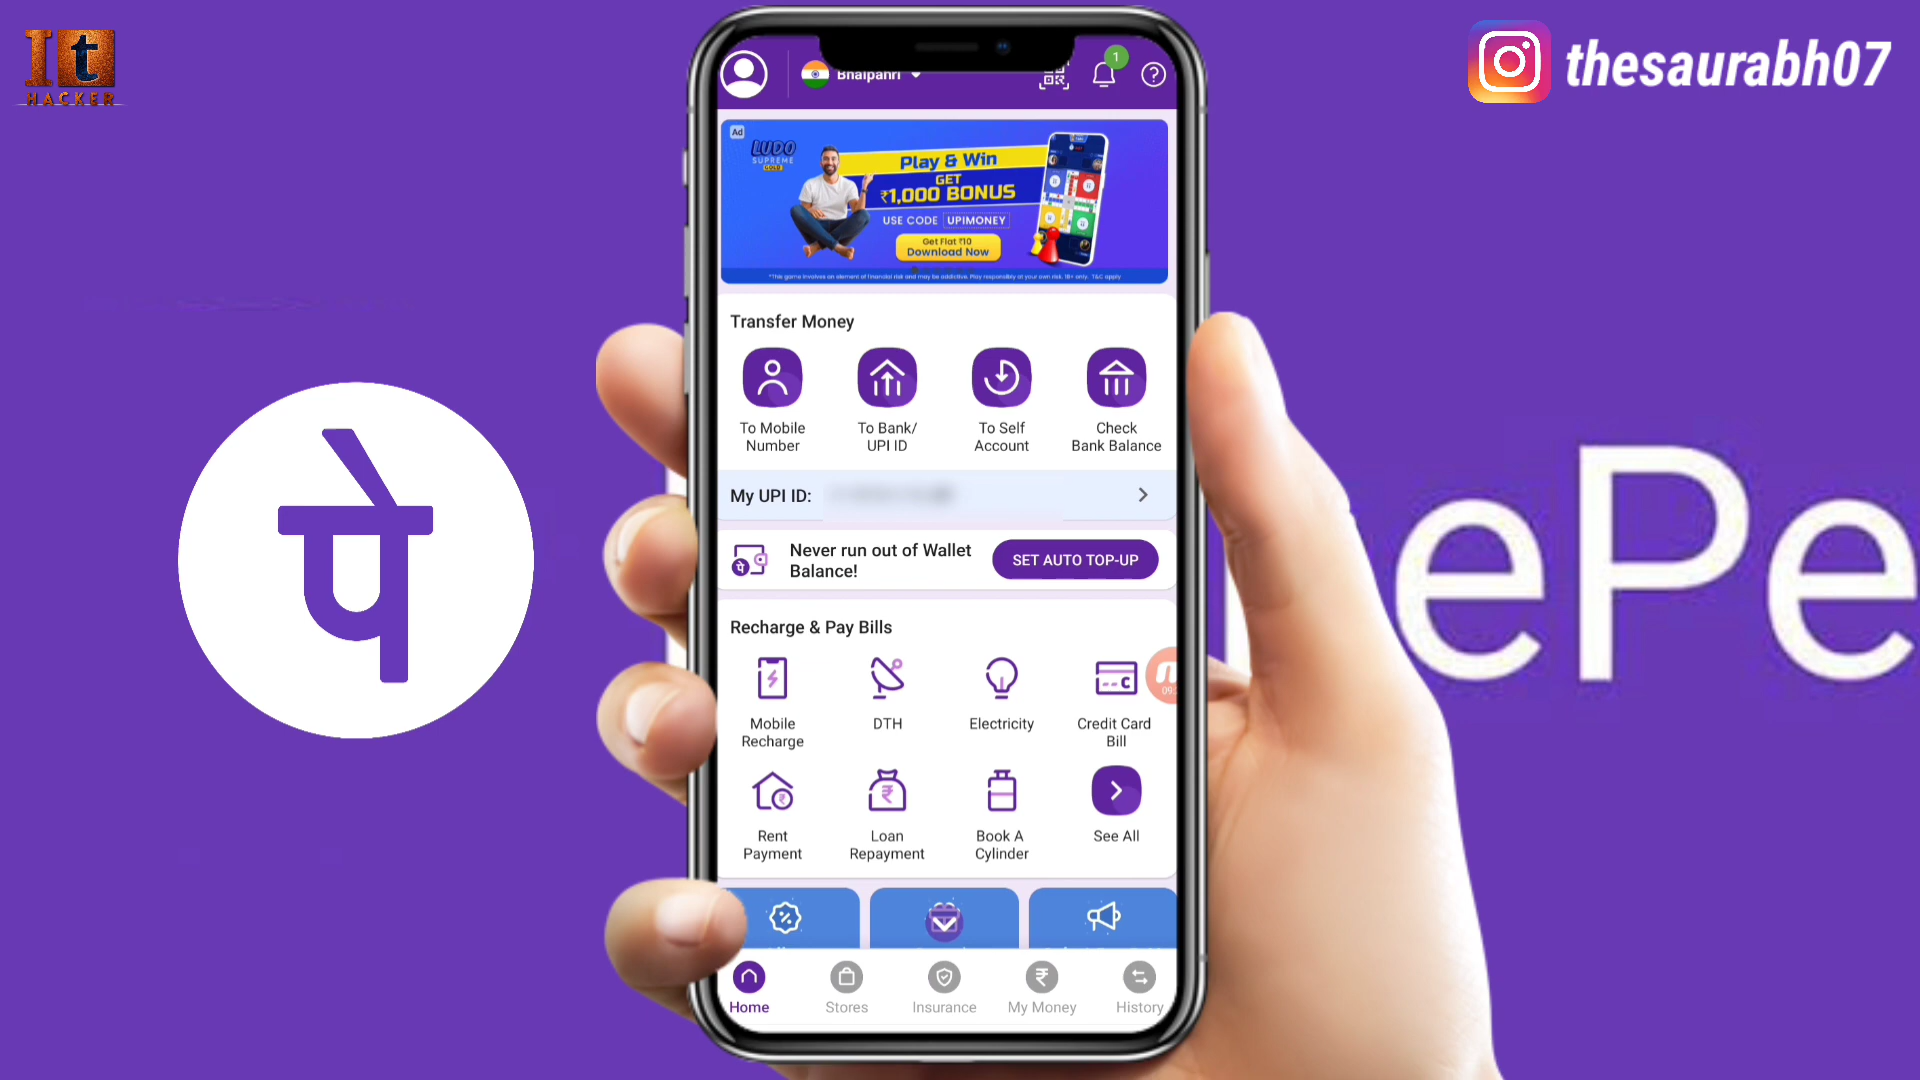 It
HACKER
thesaurabh07
Bhaipahri
1
Ad
LUDO
SUPREME
GOLD
Play & Win
GET
₹1,000 BONUS
USE CODE UPIMONEY
Get Flat ₹10
Download Now
*This game involves an element of financial risk and may be addictive. Play responsibly at your own risk. 18+ only. T&C apply
Transfer Money
To Mobile
Number
To Bank/
UPI ID
To Self
Account
Check
Bank Balance
My UPI ID:
Never run out of Wallet
Balance!
SET AUTO TOP-UP
Recharge & Pay Bills
Mobile
Recharge
DTH
Electricity
Credit Card
Bill
Rent
Payment
Loan
Repayment
Book A
Cylinder
See All
Home
Stores
Insurance
My Money
History
पे
ePe